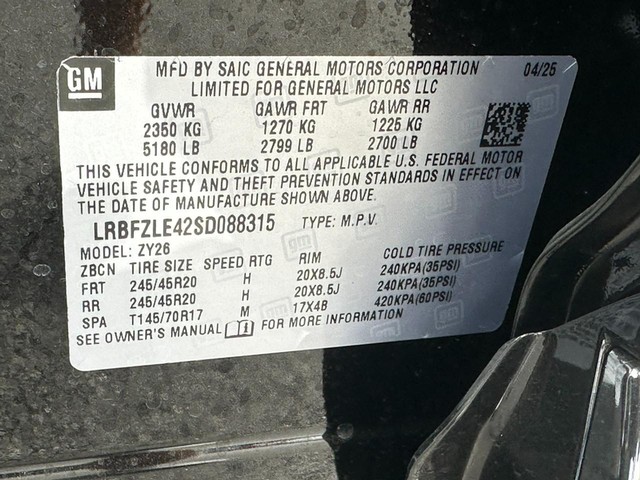 GM
MFD BY SAIC GENERAL MOTORS CORPORATION 04/25
LIMITED FOR GENERAL MOTORS LLC
GVWR GAWR FRT GAWR RR
2350 KG 1270 KG 1225 KG
5180 LB 2799 LB 2700 LB
THIS VEHICLE CONFORMS TO ALL APPLICABLE U.S. FEDERAL MOTOR
VEHICLE SAFETY AND THEFT PREVENTION STANDARDS IN EFFECT ON
THE DATE OF MANUFACTURE SHOWN ABOVE.
LRBFZLE42SD088315 TYPE: M.P.V.
MODEL: ZY26
ZBCN TIRE SIZE SPEED RTG RIM COLD TIRE PRESSURE
FRT 245/45R20 H 20X8.5J 240KPA(35PSI)
RR 245/45R20 H 20X8.5J 240KPA(35PSI)
SPA T145/70R17 M 17X4B 420KPA(60PSI)
SEE OWNER'S MANUAL FOR MORE INFORMATION